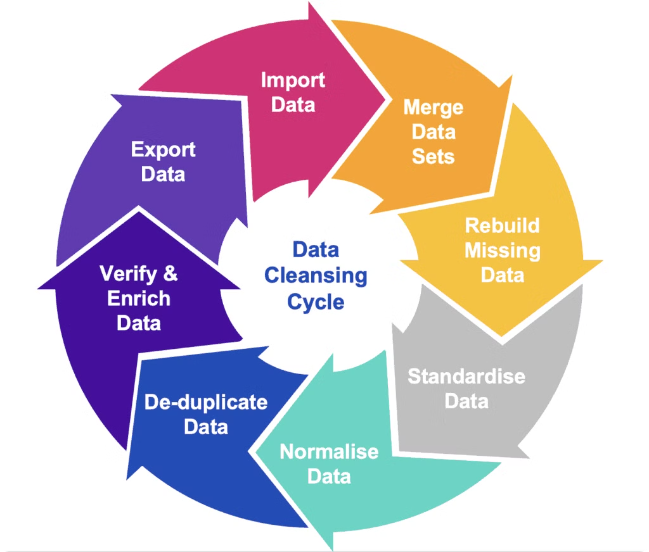 Import
Data
Merge
Data
Sets
Rebuild
Missing
Data
Standardise
Data
Normalise
Data
De-duplicate
Data
Verify &
Enrich
Data
Export
Data
Data
Cleansing
Cycle